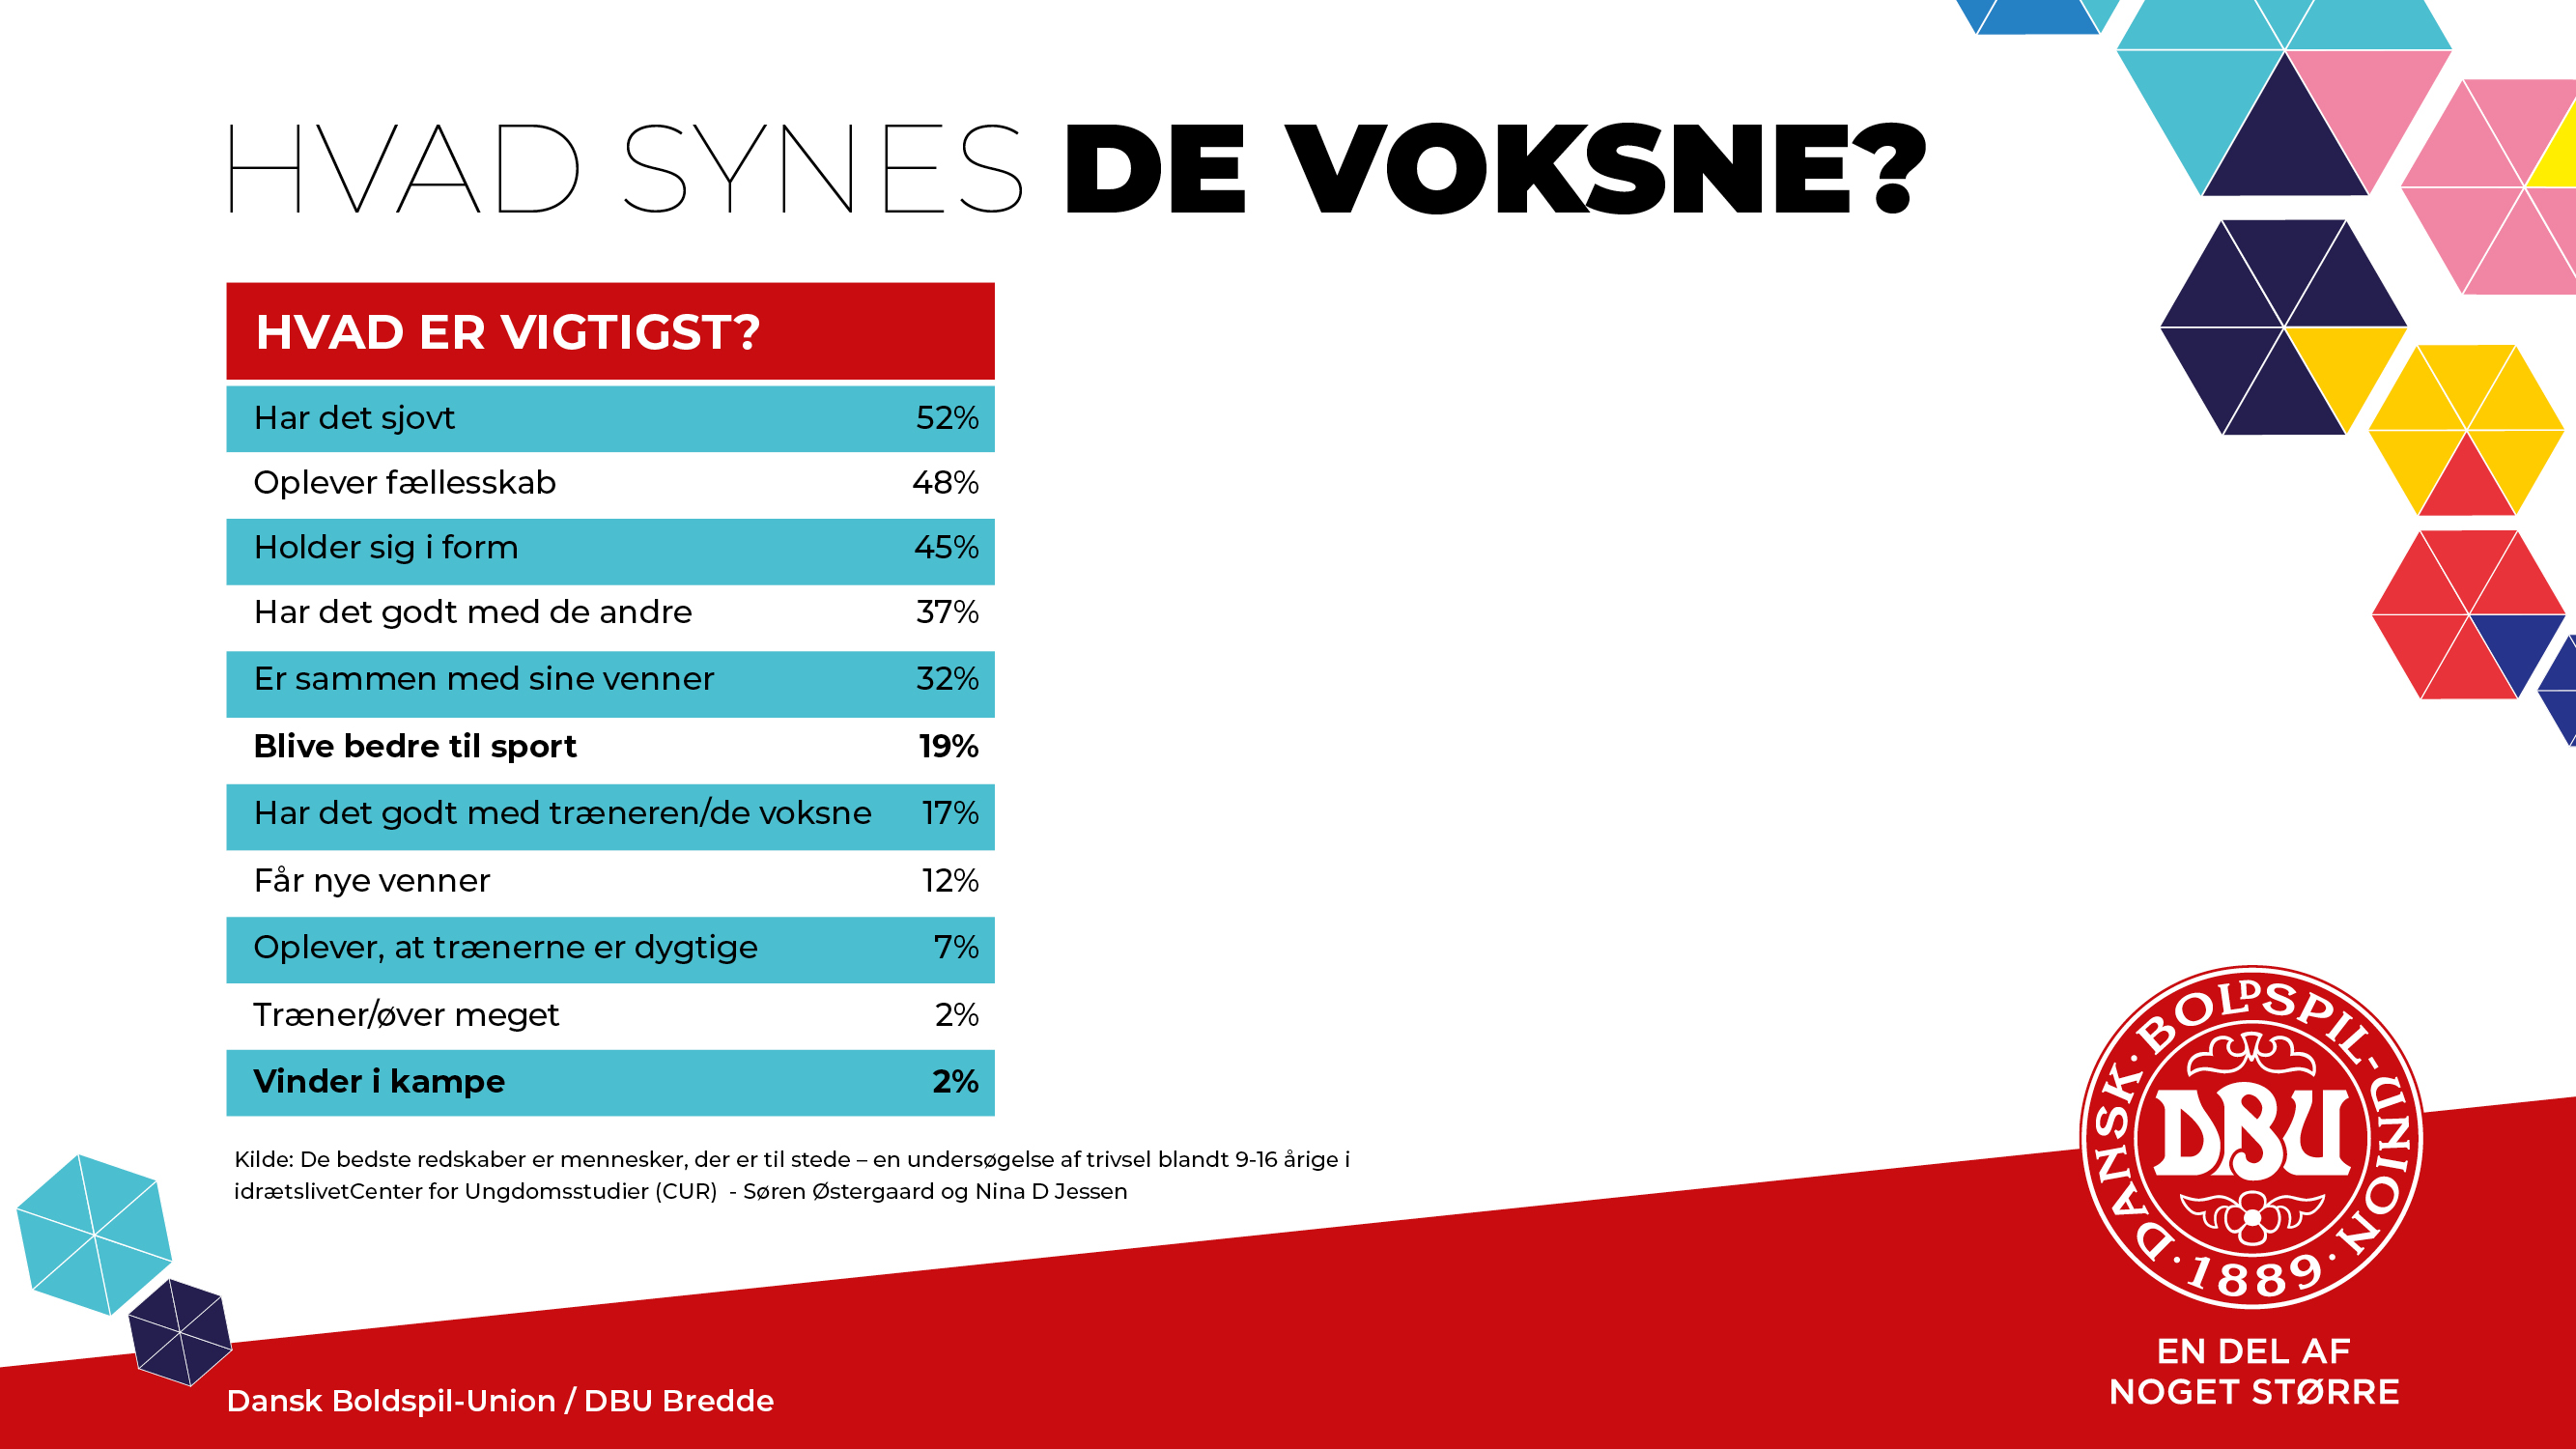 HVAD SYNES DE VOKSNE?
HVAD ER VIGTIGST?
Har det sjovt 52%
Oplever fællesskab 48%
Holder sig i form 45%
Har det godt med de andre 37%
Er sammen med sine venner 32%
Blive bedre til sport 19%
Har det godt med træneren/de voksne 17%
Får nye venner 12%
Oplever, at trænerne er dygtige 7%
Træner/øver meget 2%
Vinder i kampe 2%
Kilde: De bedste redskaber er mennesker, der er til stede – en undersøgelse af trivsel blandt 9-16 årige i
idrætslivetCenter for Ungdomsstudier (CUR)  - Søren Østergaard og Nina D Jessen
DANSK·BOLDSPIL-UNION
DBU
·1889·
EN DEL AF
NOGET STØRRE
Dansk Boldspil-Union / DBU Bredde